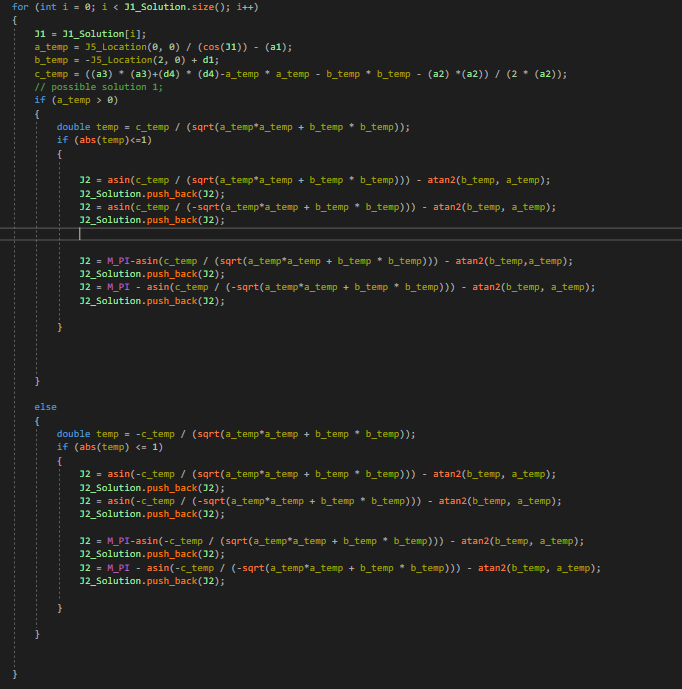 for (int i = 0; i < J1_Solution.size(); i++)
{
J1 = J1_Solution[i];
a_temp = J5_Location(0, 0) / (cos(J1)) - (a1);
b_temp = -J5_Location(2, 0) + d1;
c_temp = ((a3) * (a3)+(d4) * (d4)-a_temp * a_temp - b_temp * b_temp - (a2) *(a2)) / (2 * (a2));
// possible solution 1;
if (a_temp > 0)
{
double temp = c_temp / (sqrt(a_temp*a_temp + b_temp * b_temp));
if (abs(temp)<=1)
{
J2 = asin(c_temp / (sqrt(a_temp*a_temp + b_temp * b_temp))) - atan2(b_temp, a_temp);
J2_Solution.push_back(J2);
J2 = asin(c_temp / (-sqrt(a_temp*a_temp + b_temp * b_temp))) - atan2(b_temp, a_temp);
J2_Solution.push_back(J2);
J2 = M_PI-asin(c_temp / (sqrt(a_temp*a_temp + b_temp * b_temp))) - atan2(b_temp,a_temp);
J2_Solution.push_back(J2);
J2 = M_PI - asin(c_temp / (-sqrt(a_temp*a_temp + b_temp * b_temp))) - atan2(b_temp, a_temp);
J2_Solution.push_back(J2);
}
}
else
{
double temp = -c_temp / (sqrt(a_temp*a_temp + b_temp * b_temp));
if (abs(temp) <= 1)
{
J2 = asin(-c_temp / (sqrt(a_temp*a_temp + b_temp * b_temp))) - atan2(b_temp, a_temp);
J2_Solution.push_back(J2);
J2 = asin(-c_temp / (-sqrt(a_temp*a_temp + b_temp * b_temp))) - atan2(b_temp, a_temp);
J2_Solution.push_back(J2);
J2 = M_PI-asin(-c_temp / (sqrt(a_temp*a_temp + b_temp * b_temp))) - atan2(b_temp, a_temp);
J2_Solution.push_back(J2);
J2 = M_PI - asin(-c_temp / (-sqrt(a_temp*a_temp + b_temp * b_temp))) - atan2(b_temp, a_temp);
J2_Solution.push_back(J2);
}
}
}